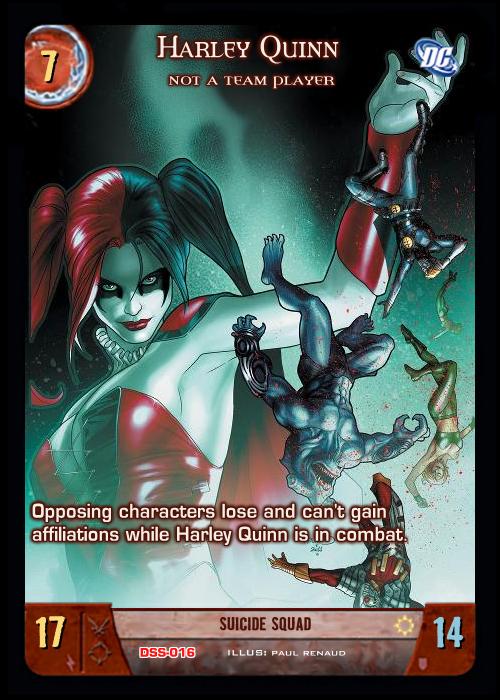 7
HARLEY QUINN
NOT A TEAM PLAYER
DC
Opposing characters lose and can't gain
affiliations while Harley Quinn is in combat.
17
SUICIDE SQUAD
14
DSS-016
ILLUS: PAUL RENAUD